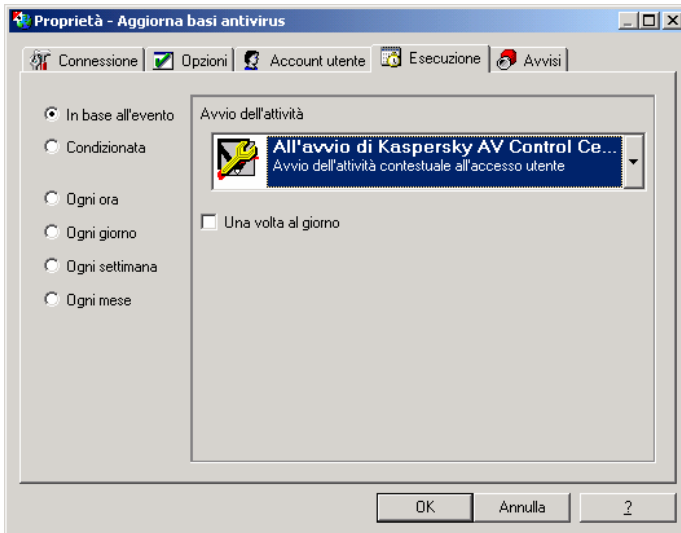 Proprietà - Aggiorna basi antivirus
Connessione
Opzioni
Account utente
Esecuzione
Avvisi
In base all'evento
Condizionata
Ogni ora
Ogni giorno
Ogni settimana
Ogni mese
Avvio dell'attività
All'avvio di Kaspersky AV Control Ce...
Avvio dell'attività contestuale all'accesso utente
Una volta al giorno
OK
Annulla
?